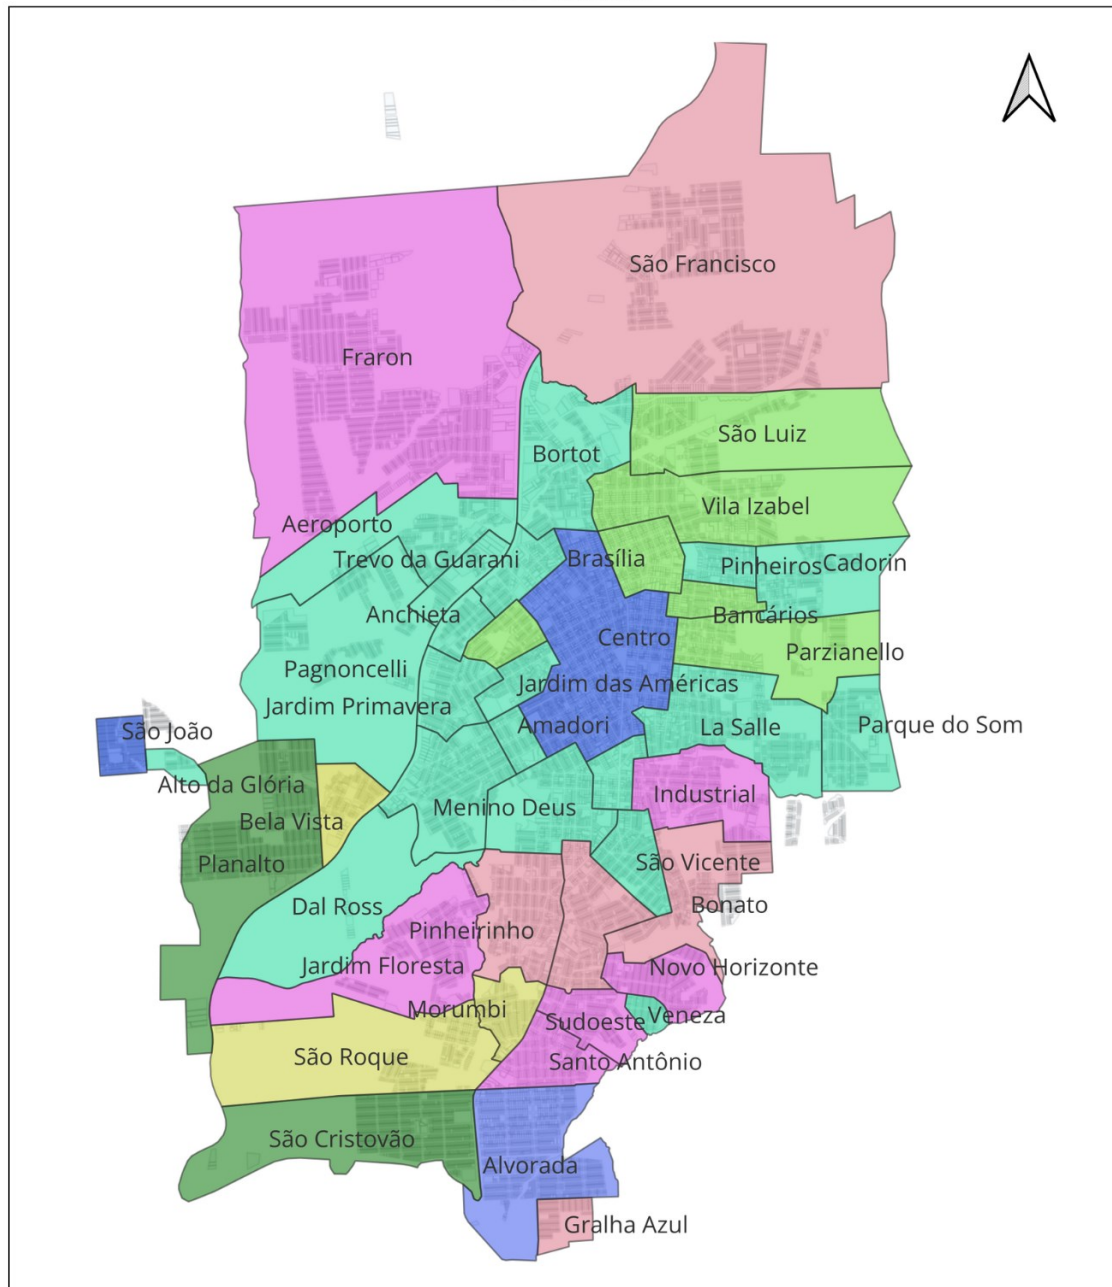 São Francisco
Fraron
São Luiz
Bortot
Vila Izabel
Aeroporto
Trevo da Guarani
Brasília
Pinheiros
Cadorin
Anchieta
Bancários
Centro
Parzianello
Pagnoncelli
Jardim das Américas
Jardim Primavera
Amadori
La Salle
Parque do Som
São João
Alto da Glória
Industrial
Menino Deus
Bela Vista
Planalto
São Vicente
Dal Ross
Bonato
Pinheirinho
Jardim Floresta
Novo Horizonte
Morumbi
Sudoeste
Veneza
São Roque
Santo Antônio
São Cristovão
Alvorada
Gralha Azul